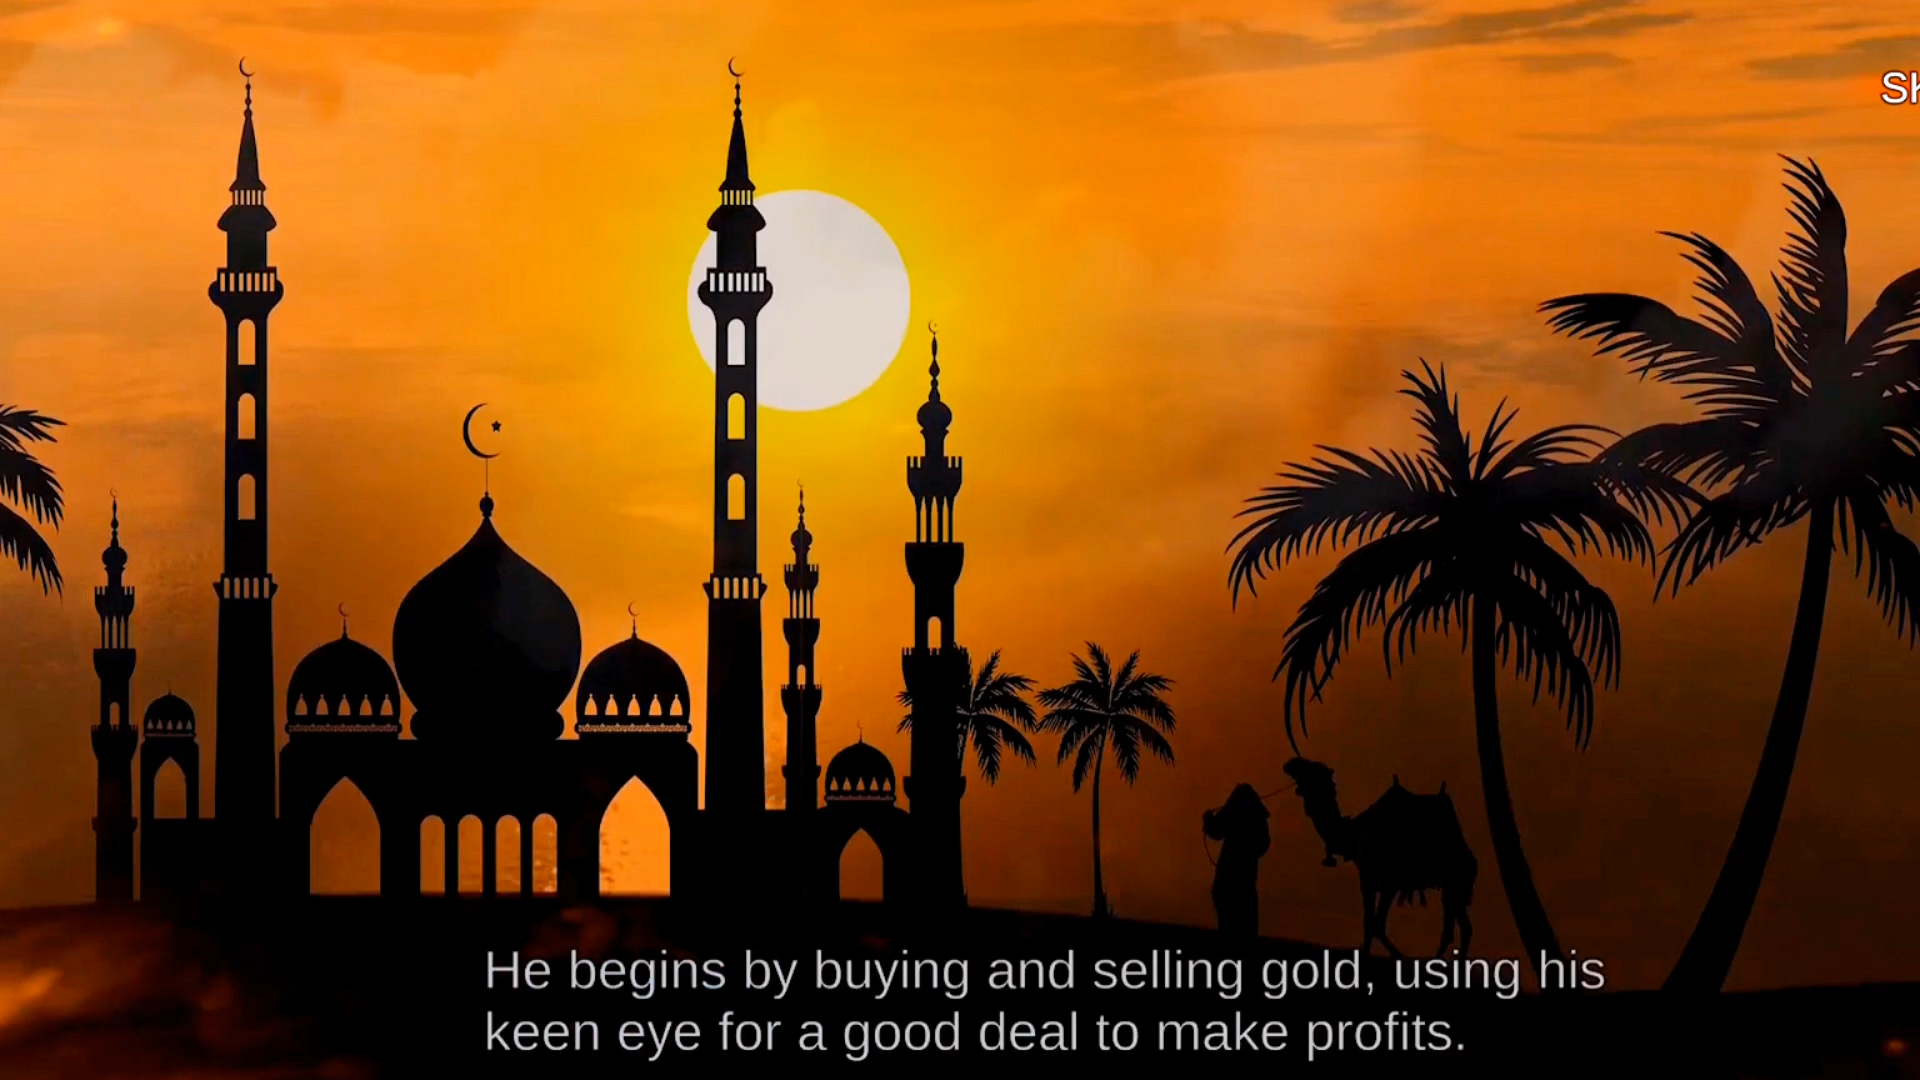 He begins by buying and selling gold, using his
keen eye for a good deal to make profits.